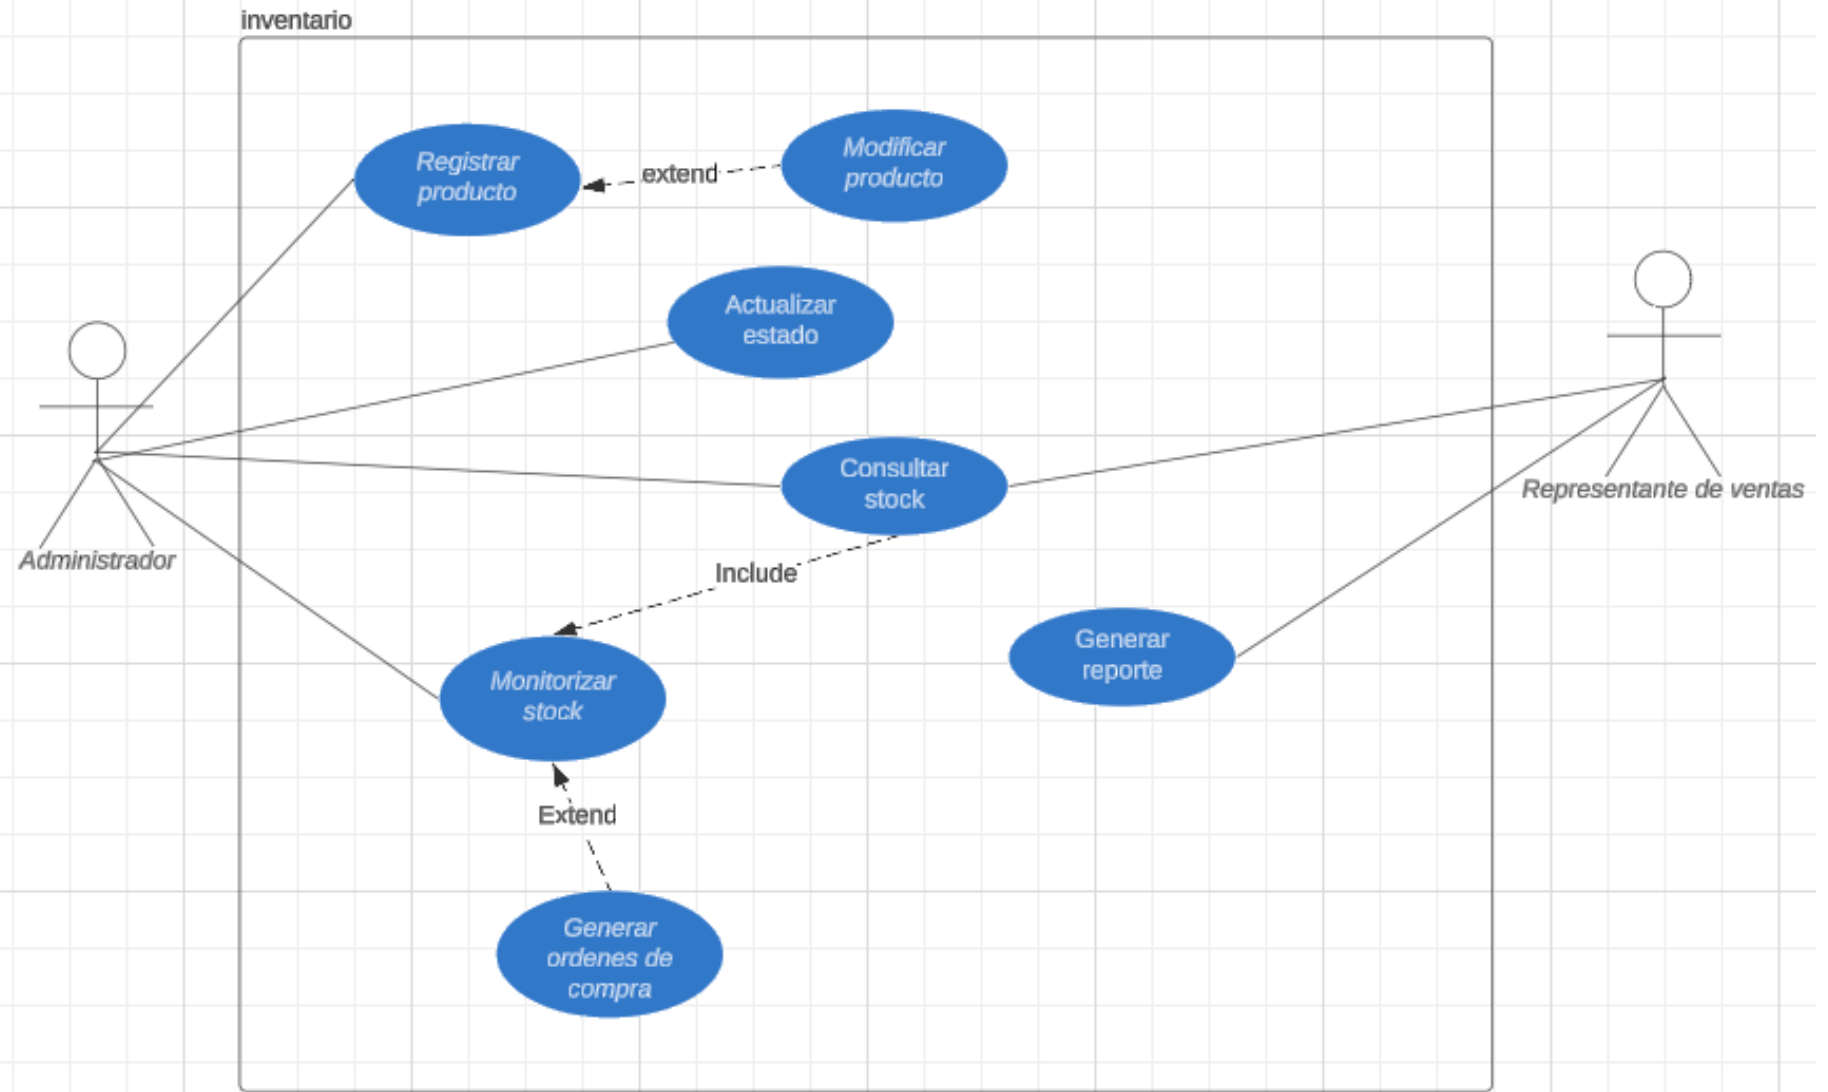 inventario
Registrar
producto
extend
Modificar
producto
Actualizar
estado
Consultar
stock
Representante de ventas
Administrador
Include
Generar
reporte
Monitorizar
stock
Extend
Generar
ordenes de
compra